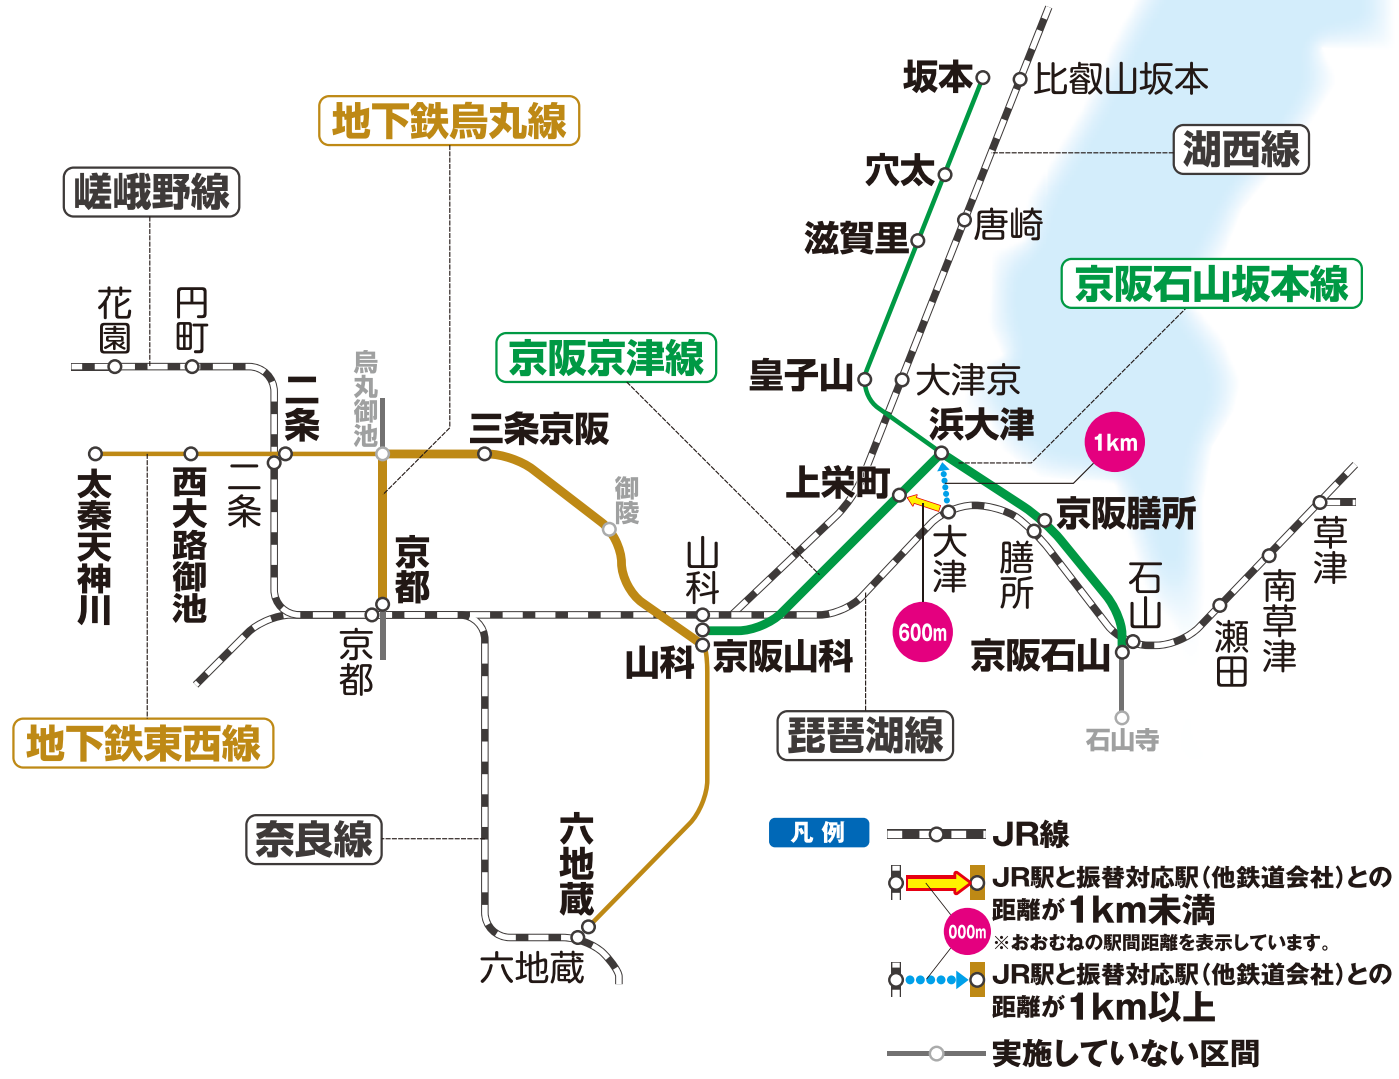 坂本
比叡山坂本
地下鉄烏丸線
湖西線
穴太
嵯峨野線
唐崎
滋賀里
京阪石山坂本線
花園
円町
京阪京津線
烏丸御池
皇子山
大津京
二条
浜大津
三条京阪
1km
太秦天神川
西大路御池
二条
上栄町
御陵
京阪膳所
草津
京都
山科
大津
膳所
石山
南草津
600m
瀬田
京都
山科
京阪山科
京阪石山
地下鉄東西線
琵琶湖線
石山寺
奈良線
六地蔵
六地蔵
凡例
JR線
JR駅と振替対応駅(他鉄道会社)との
距離が1km未満
000m
※おおむねの駅間距離を表示しています。
JR駅と振替対応駅(他鉄道会社)との
距離が1km以上
実施していない区間